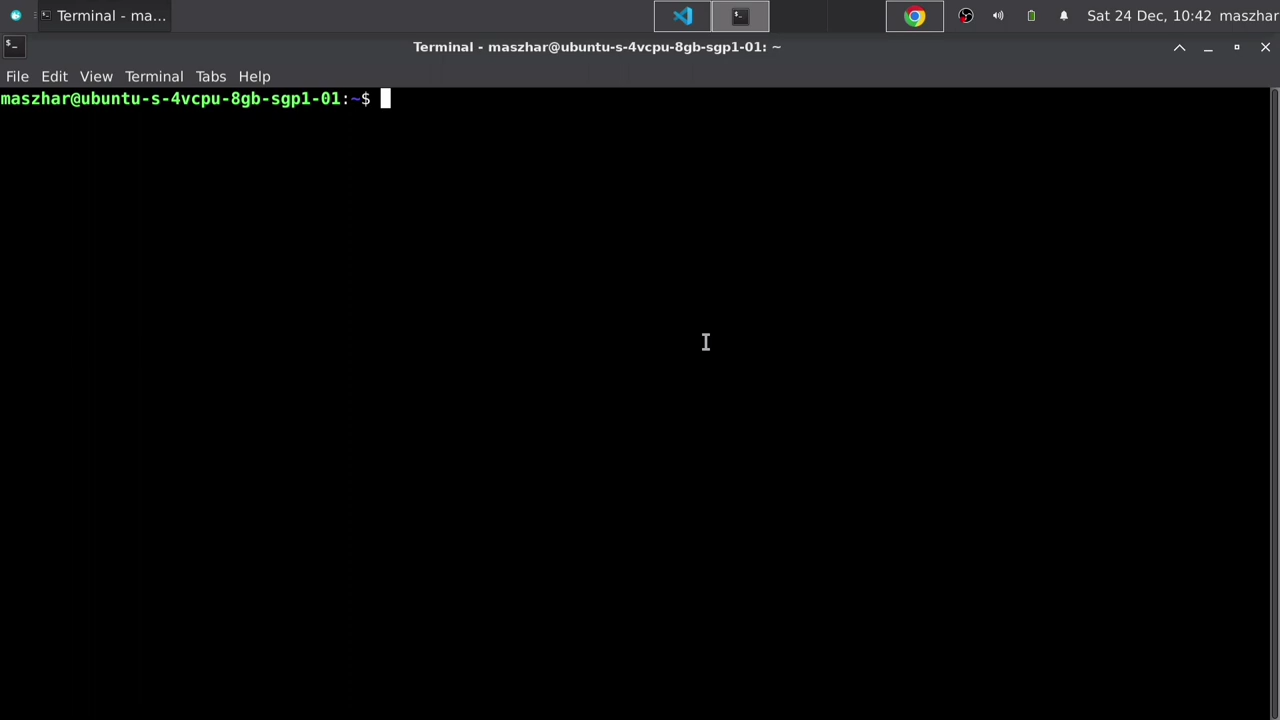 Terminal - ma... Sat 24 Dec, 10:42 maszhar
Terminal - maszhar@ubuntu-s-4vcpu-8gb-sgp1-01: ~
File Edit View Terminal Tabs Help
maszhar@ubuntu-s-4vcpu-8gb-sgp1-01:~$